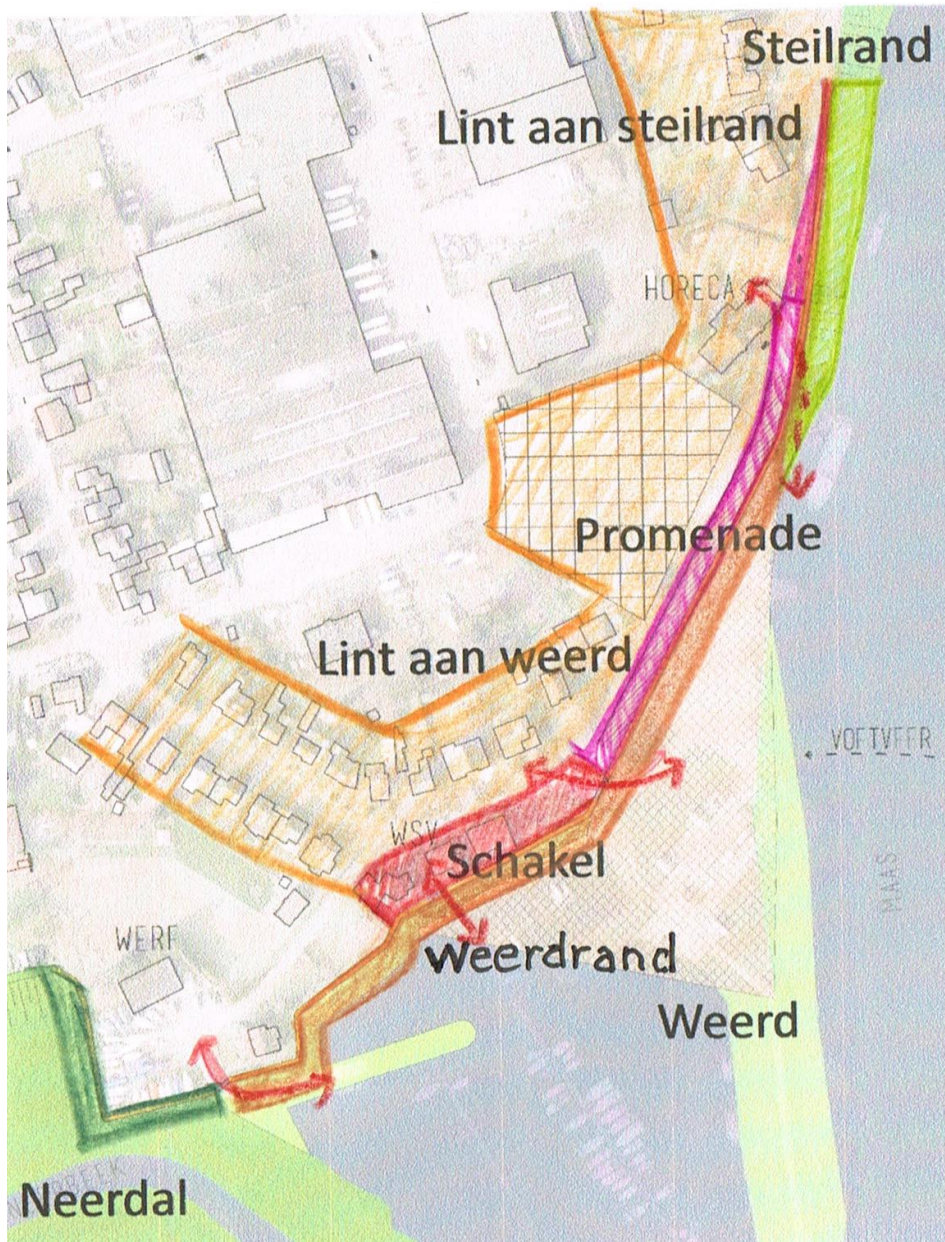 Steilrand
Lint aan steilrand
HORECA
Promenade
Lint aan weerd
VOETVEER
WSV
Schakel
MAAS
WERF
Weerdrand
Weerd
Neerdal